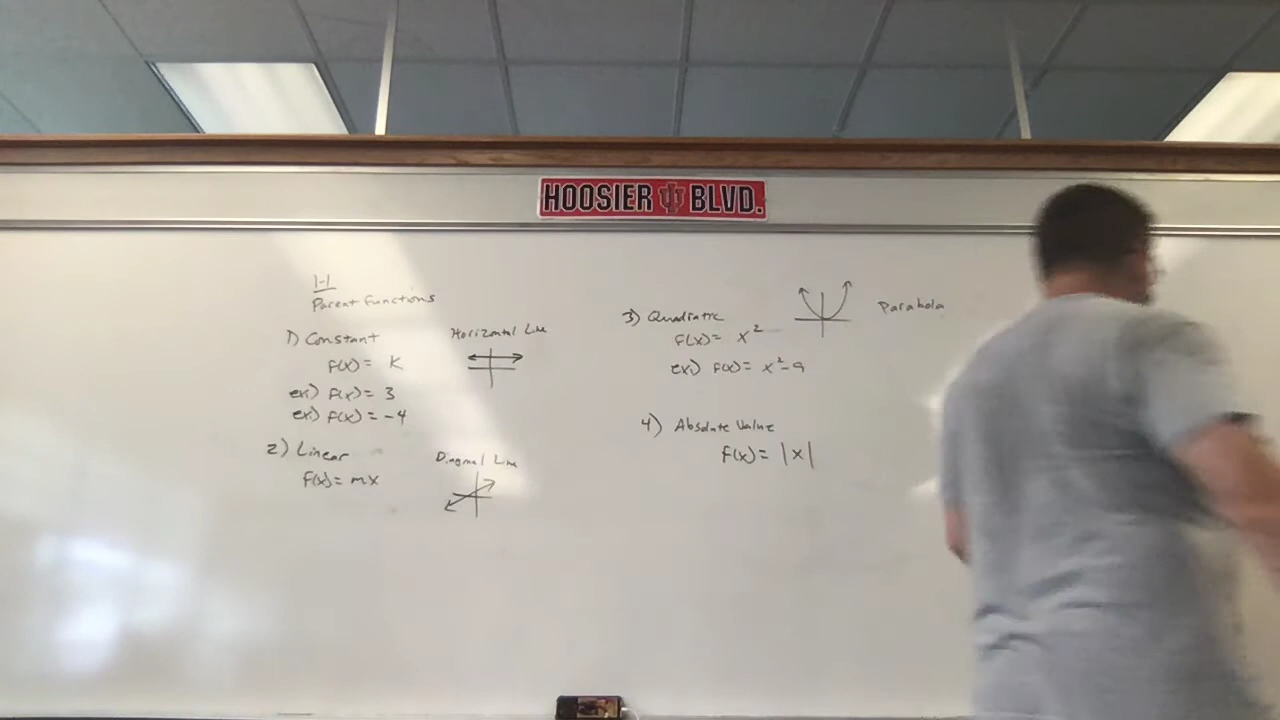 HOOSIER BLVD.
1-1
Parent Functions
1) Constant
Horizontal Line
f(x) = K
ex) f(x) = 3
ex) f(x) = -4
2) Linear
Diagonal Line
f(x) = mx
3) Quadratic
Parabola
f(x) = x²
ex) f(x) = x²-9
4) Absolute Value
f(x) = |x|